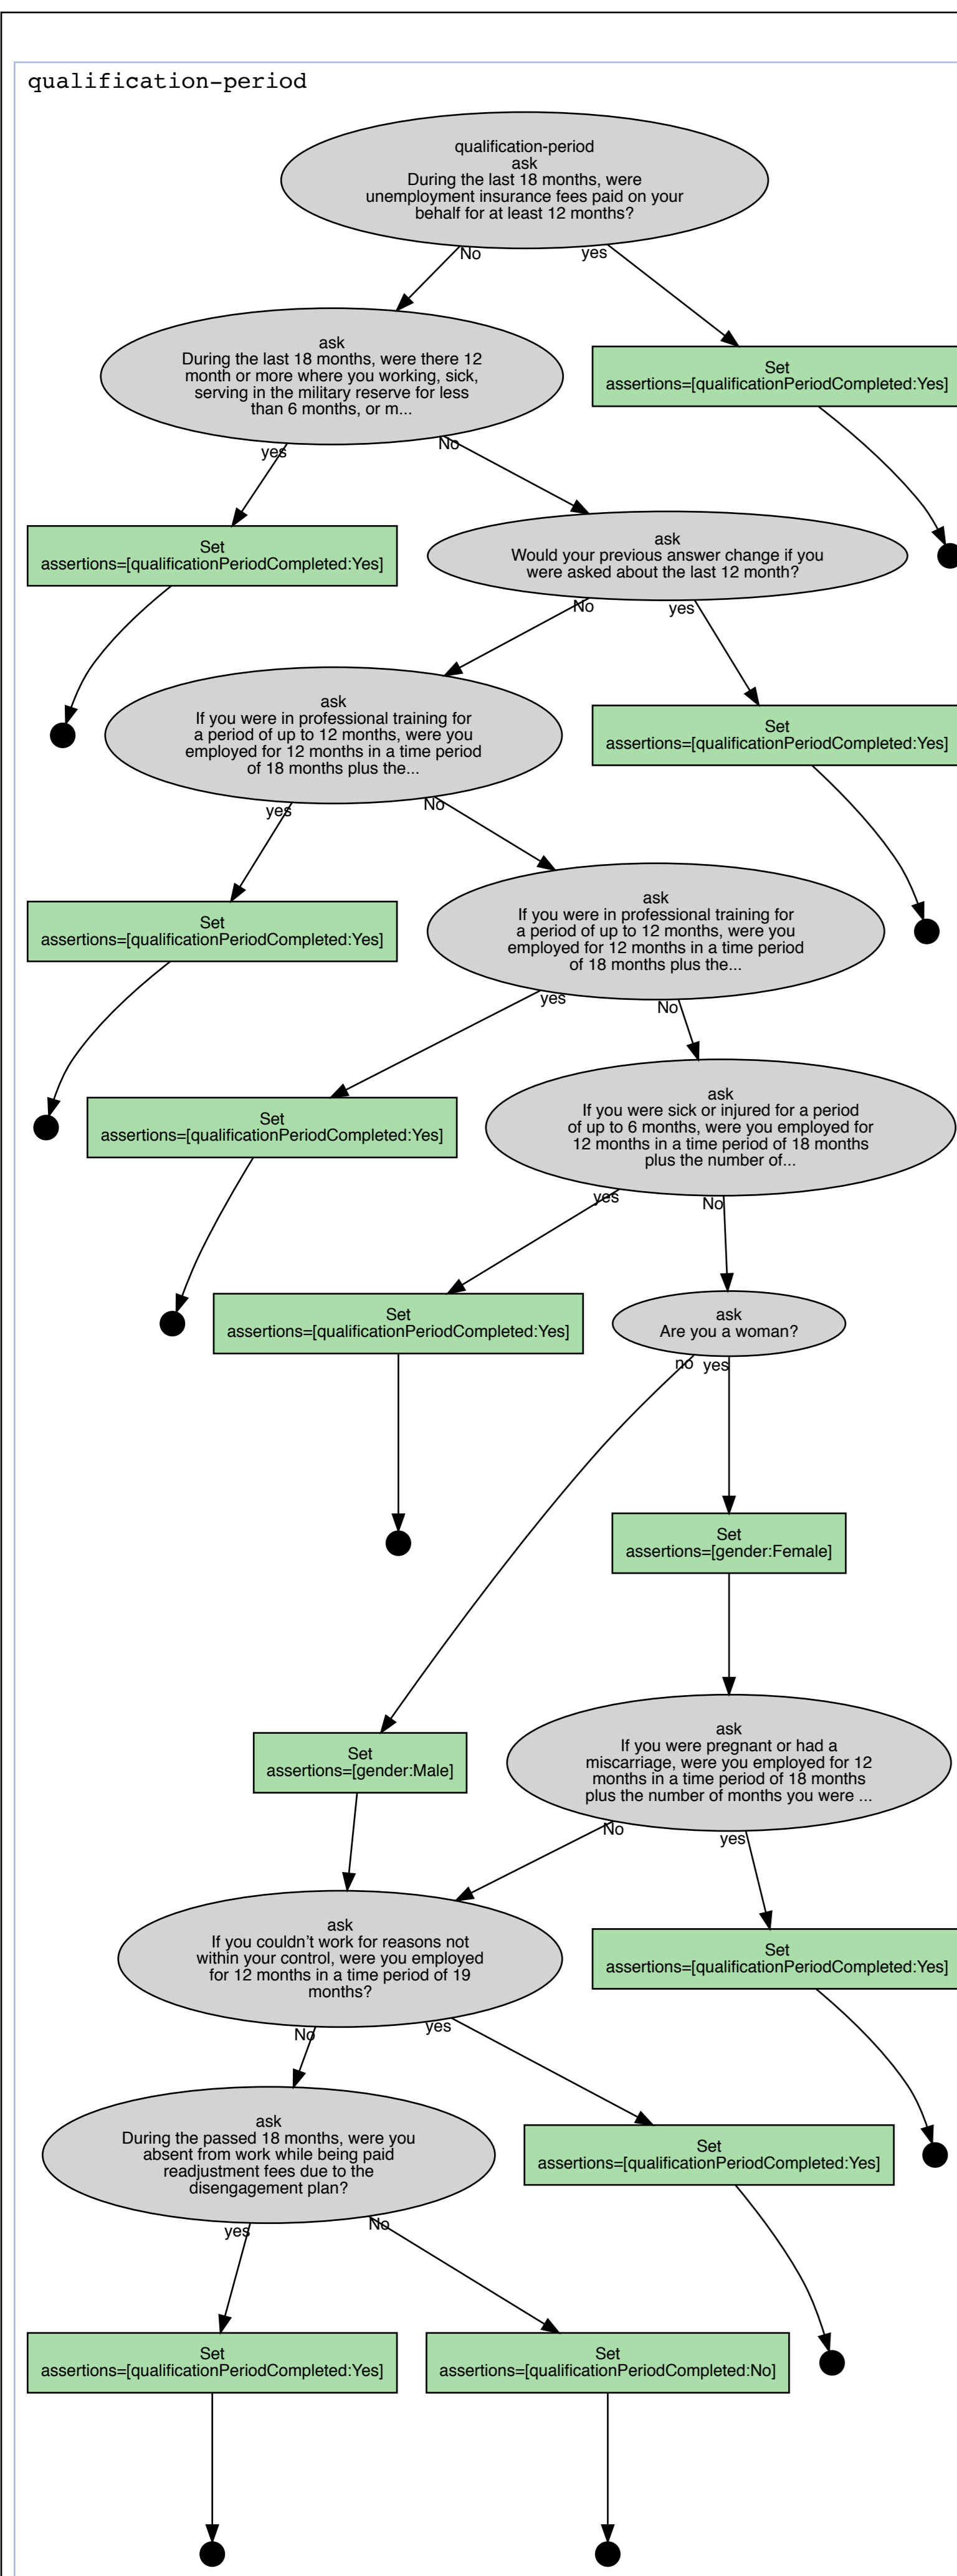 qualification-period
qualification-period
ask
During the last 18 months, were
unemployment insurance fees paid on your
behalf for at least 12 months?
No
yes
ask
During the last 18 months, were there 12
month or more where you working, sick,
serving in the military reserve for less
than 6 months, or m...
Set
assertions=[qualificationPeriodCompleted:Yes]
yes
No
Set
assertions=[qualificationPeriodCompleted:Yes]
ask
Would your previous answer change if you
were asked about the last 12 month?
No
yes
ask
If you were in professional training for
a period of up to 12 months, were you
employed for 12 months in a time period
of 18 months plus the...
Set
assertions=[qualificationPeriodCompleted:Yes]
yes
No
Set
assertions=[qualificationPeriodCompleted:Yes]
ask
If you were in professional training for
a period of up to 12 months, were you
employed for 12 months in a time period
of 18 months plus the...
yes
No
Set
assertions=[qualificationPeriodCompleted:Yes]
ask
If you were sick or injured for a period
of up to 6 months, were you employed for
12 months in a time period of 18 months
plus the number of...
yes
No
Set
assertions=[qualificationPeriodCompleted:Yes]
ask
Are you a woman?
no
yes
Set
assertions=[gender:Female]
Set
assertions=[gender:Male]
ask
If you were pregnant or had a
miscarriage, were you employed for 12
months in a time period of 18 months
plus the number of months you were ...
No
yes
ask
If you couldn't work for reasons not
within your control, were you employed
for 12 months in a time period of 19
months?
Set
assertions=[qualificationPeriodCompleted:Yes]
No
yes
ask
During the passed 18 months, were you
absent from work while being paid
readjustment fees due to the
disengagement plan?
Set
assertions=[qualificationPeriodCompleted:Yes]
yes
No
Set
assertions=[qualificationPeriodCompleted:Yes]
Set
assertions=[qualificationPeriodCompleted:No]